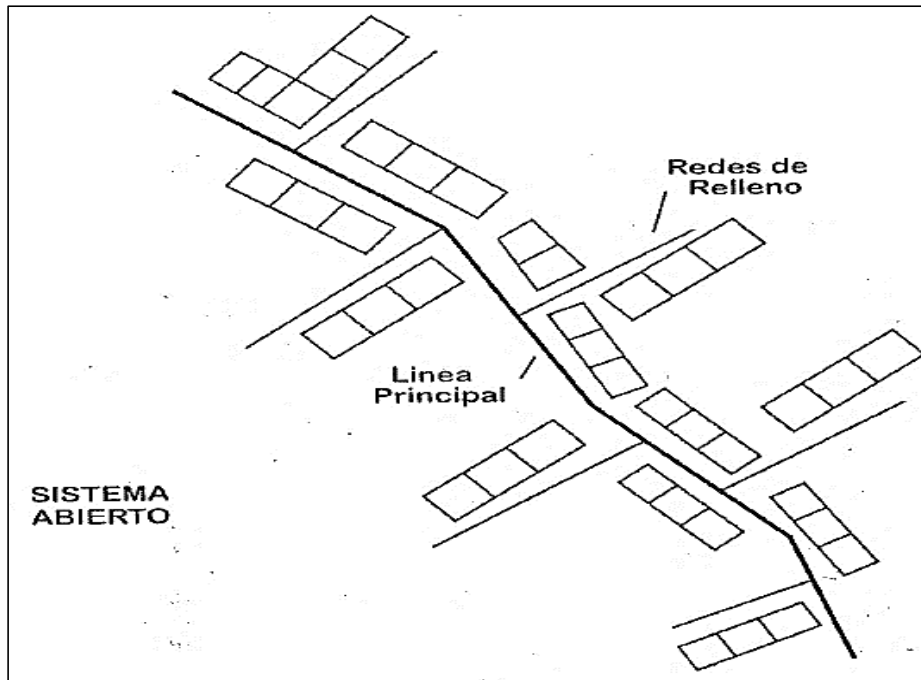 Redes de
Relleno
Linea
Principal
SISTEMA
ABIERTO